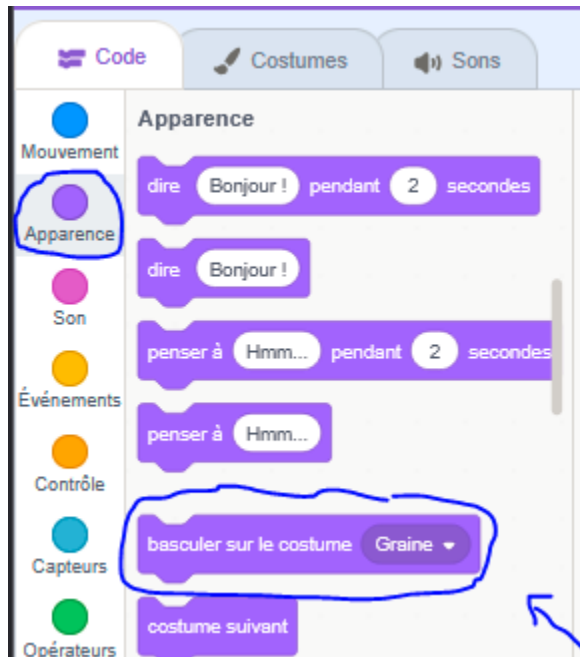 Code
Costumes
Sons
Mouvement
Apparence
Son
Événements
Contrôle
Capteurs
Opérateurs
Apparence
dire Bonjour ! pendant 2 secondes
dire Bonjour !
penser à Hmm... pendant 2 secondes
penser à Hmm...
basculer sur le costume Graine
costume suivant